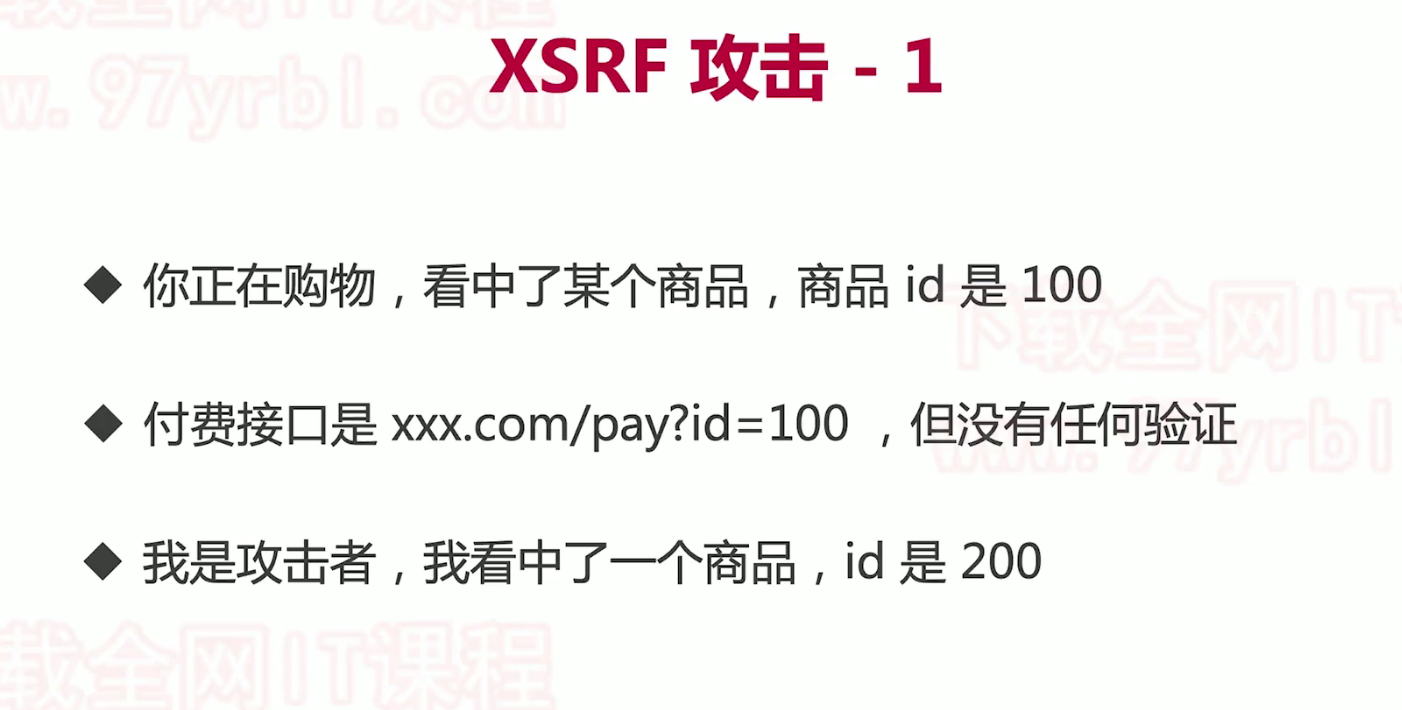 载全网IT课程
w.97yrbl.com
XSRF 攻击 - 1
◆ 你正在购物，看中了某个商品，商品 id 是 100
下载全网IT
◆ 付费接口是 xxx.com/pay?id=100 ，但没有任何验证
www.97yrbl
◆ 我是攻击者，我看中了一个商品，id 是 200
载全网IT课程